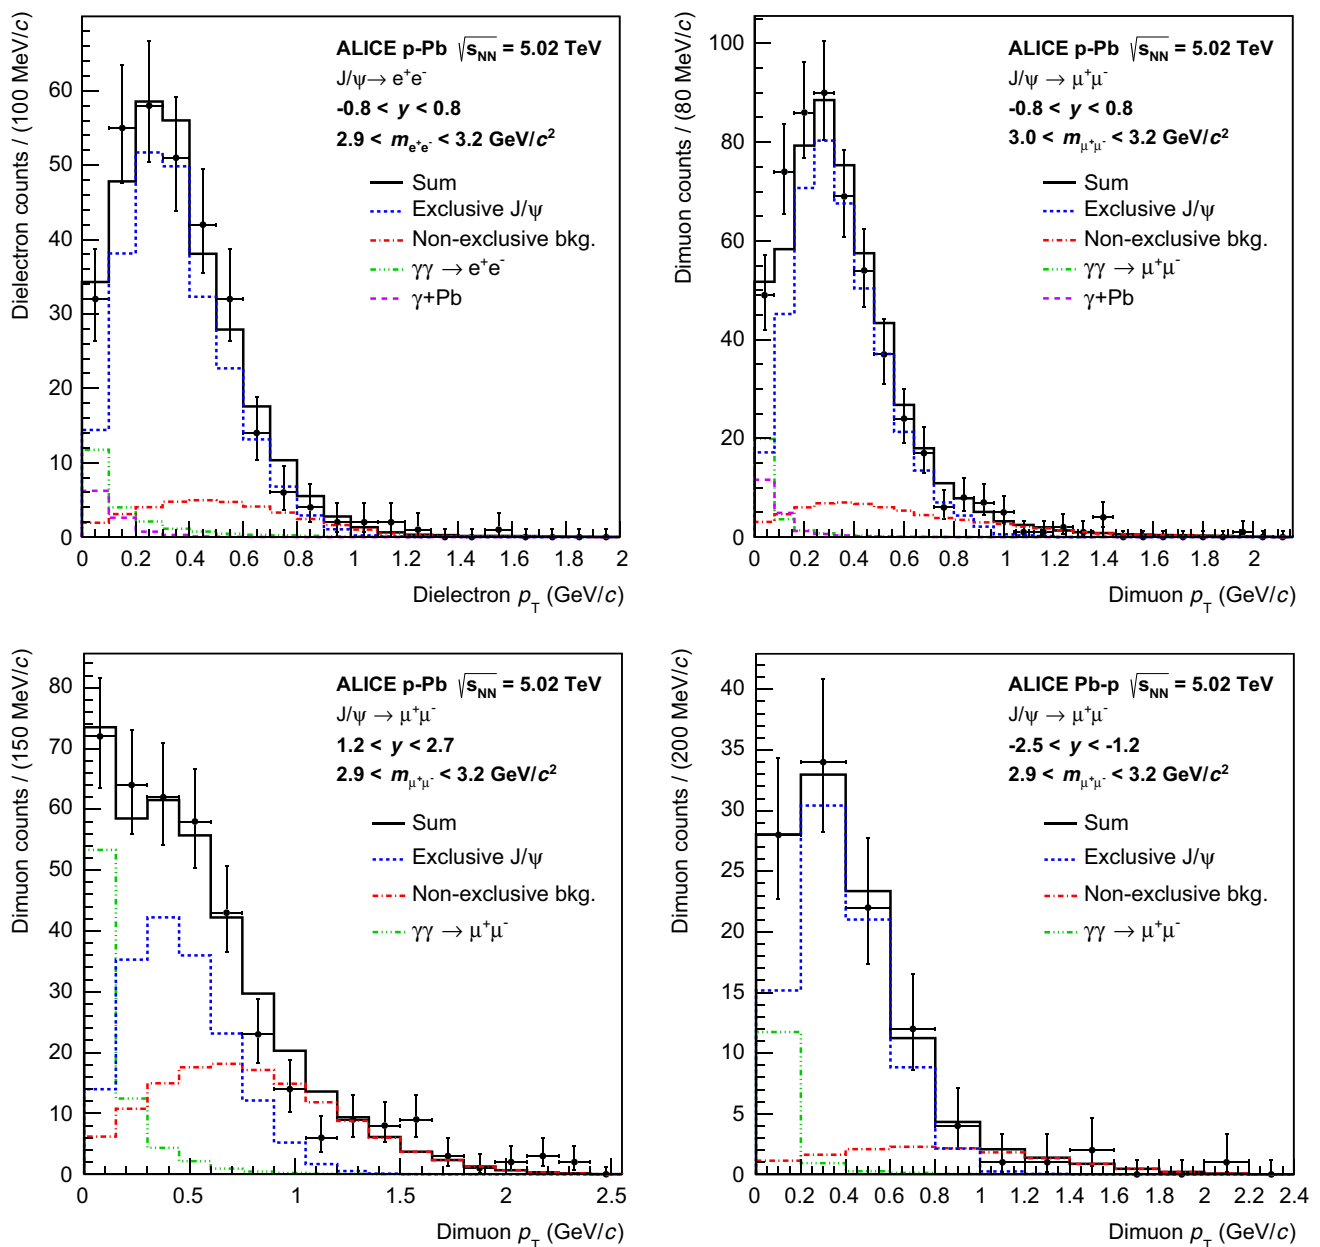 Dielectron counts / (100 MeV/c)
ALICE p-Pb √sNN = 5.02 TeV
J/ψ→ e+e-
-0.8 < y < 0.8
2.9 < me+e- < 3.2 GeV/c2
Sum
Exclusive J/ψ
Non-exclusive bkg.
γγ → e+e-
γ+Pb
60
50
40
30
20
10
0
0 0.2 0.4 0.6 0.8 1 1.2 1.4 1.6 1.8 2
Dielectron pT (GeV/c)
Dimuon counts / (80 MeV/c)
ALICE p-Pb √sNN = 5.02 TeV
J/ψ → μ+μ-
-0.8 < y < 0.8
3.0 < mμ+μ- < 3.2 GeV/c2
Sum
Exclusive J/ψ
Non-exclusive bkg.
γγ → μ+μ-
γ+Pb
100
80
60
40
20
0
0 0.2 0.4 0.6 0.8 1 1.2 1.4 1.6 1.8 2
Dimuon pT (GeV/c)
Dimuon counts / (150 MeV/c)
ALICE p-Pb √sNN = 5.02 TeV
J/ψ → μ+μ-
1.2 < y < 2.7
2.9 < mμ+μ- < 3.2 GeV/c2
Sum
Exclusive J/ψ
Non-exclusive bkg.
γγ → μ+μ-
80
70
60
50
40
30
20
10
0
0 0.5 1 1.5 2 2.5
Dimuon pT (GeV/c)
Dimuon counts / (200 MeV/c)
ALICE Pb-p √sNN = 5.02 TeV
J/ψ → μ+μ-
-2.5 < y < -1.2
2.9 < mμ+μ- < 3.2 GeV/c2
Sum
Exclusive J/ψ
Non-exclusive bkg.
γγ → μ+μ-
40
35
30
25
20
15
10
5
0
0 0.2 0.4 0.6 0.8 1 1.2 1.4 1.6 1.8 2 2.2 2.4
Dimuon pT (GeV/c)